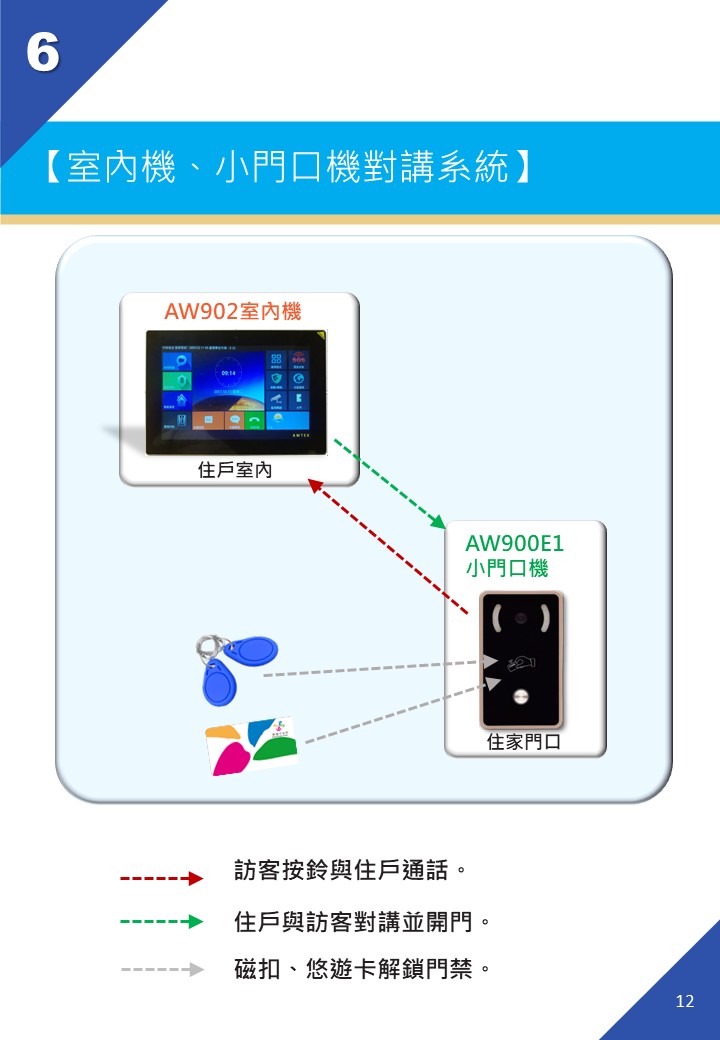 6
【室內機、小門口機對講系統】
AW902室內機
09:14
SOS
AWTEK
住戶室內
AW900E1
小門口機
住家門口
訪客按鈴與住戶通話。
住戶與訪客對講並開門。
磁扣、悠遊卡解鎖門禁。
12